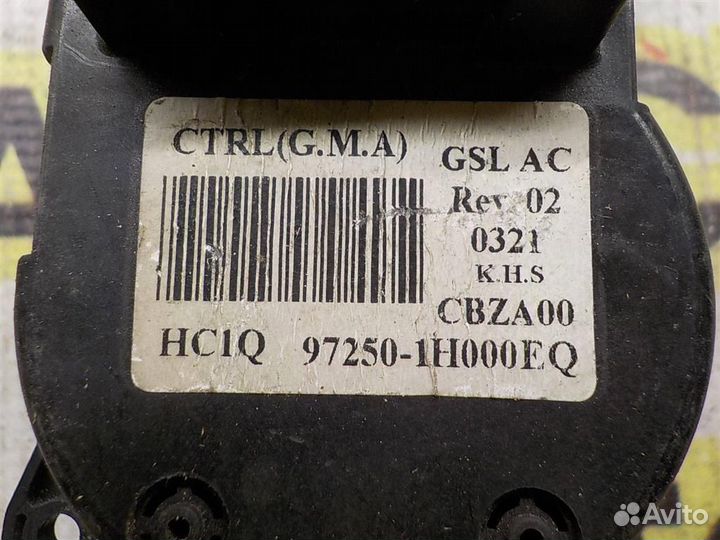 CTRL(G.M.A)
GSL AC
Rev. 02
0321
K.H.S
CBZA00
HC1Q 97250-1H000EQ
Avito